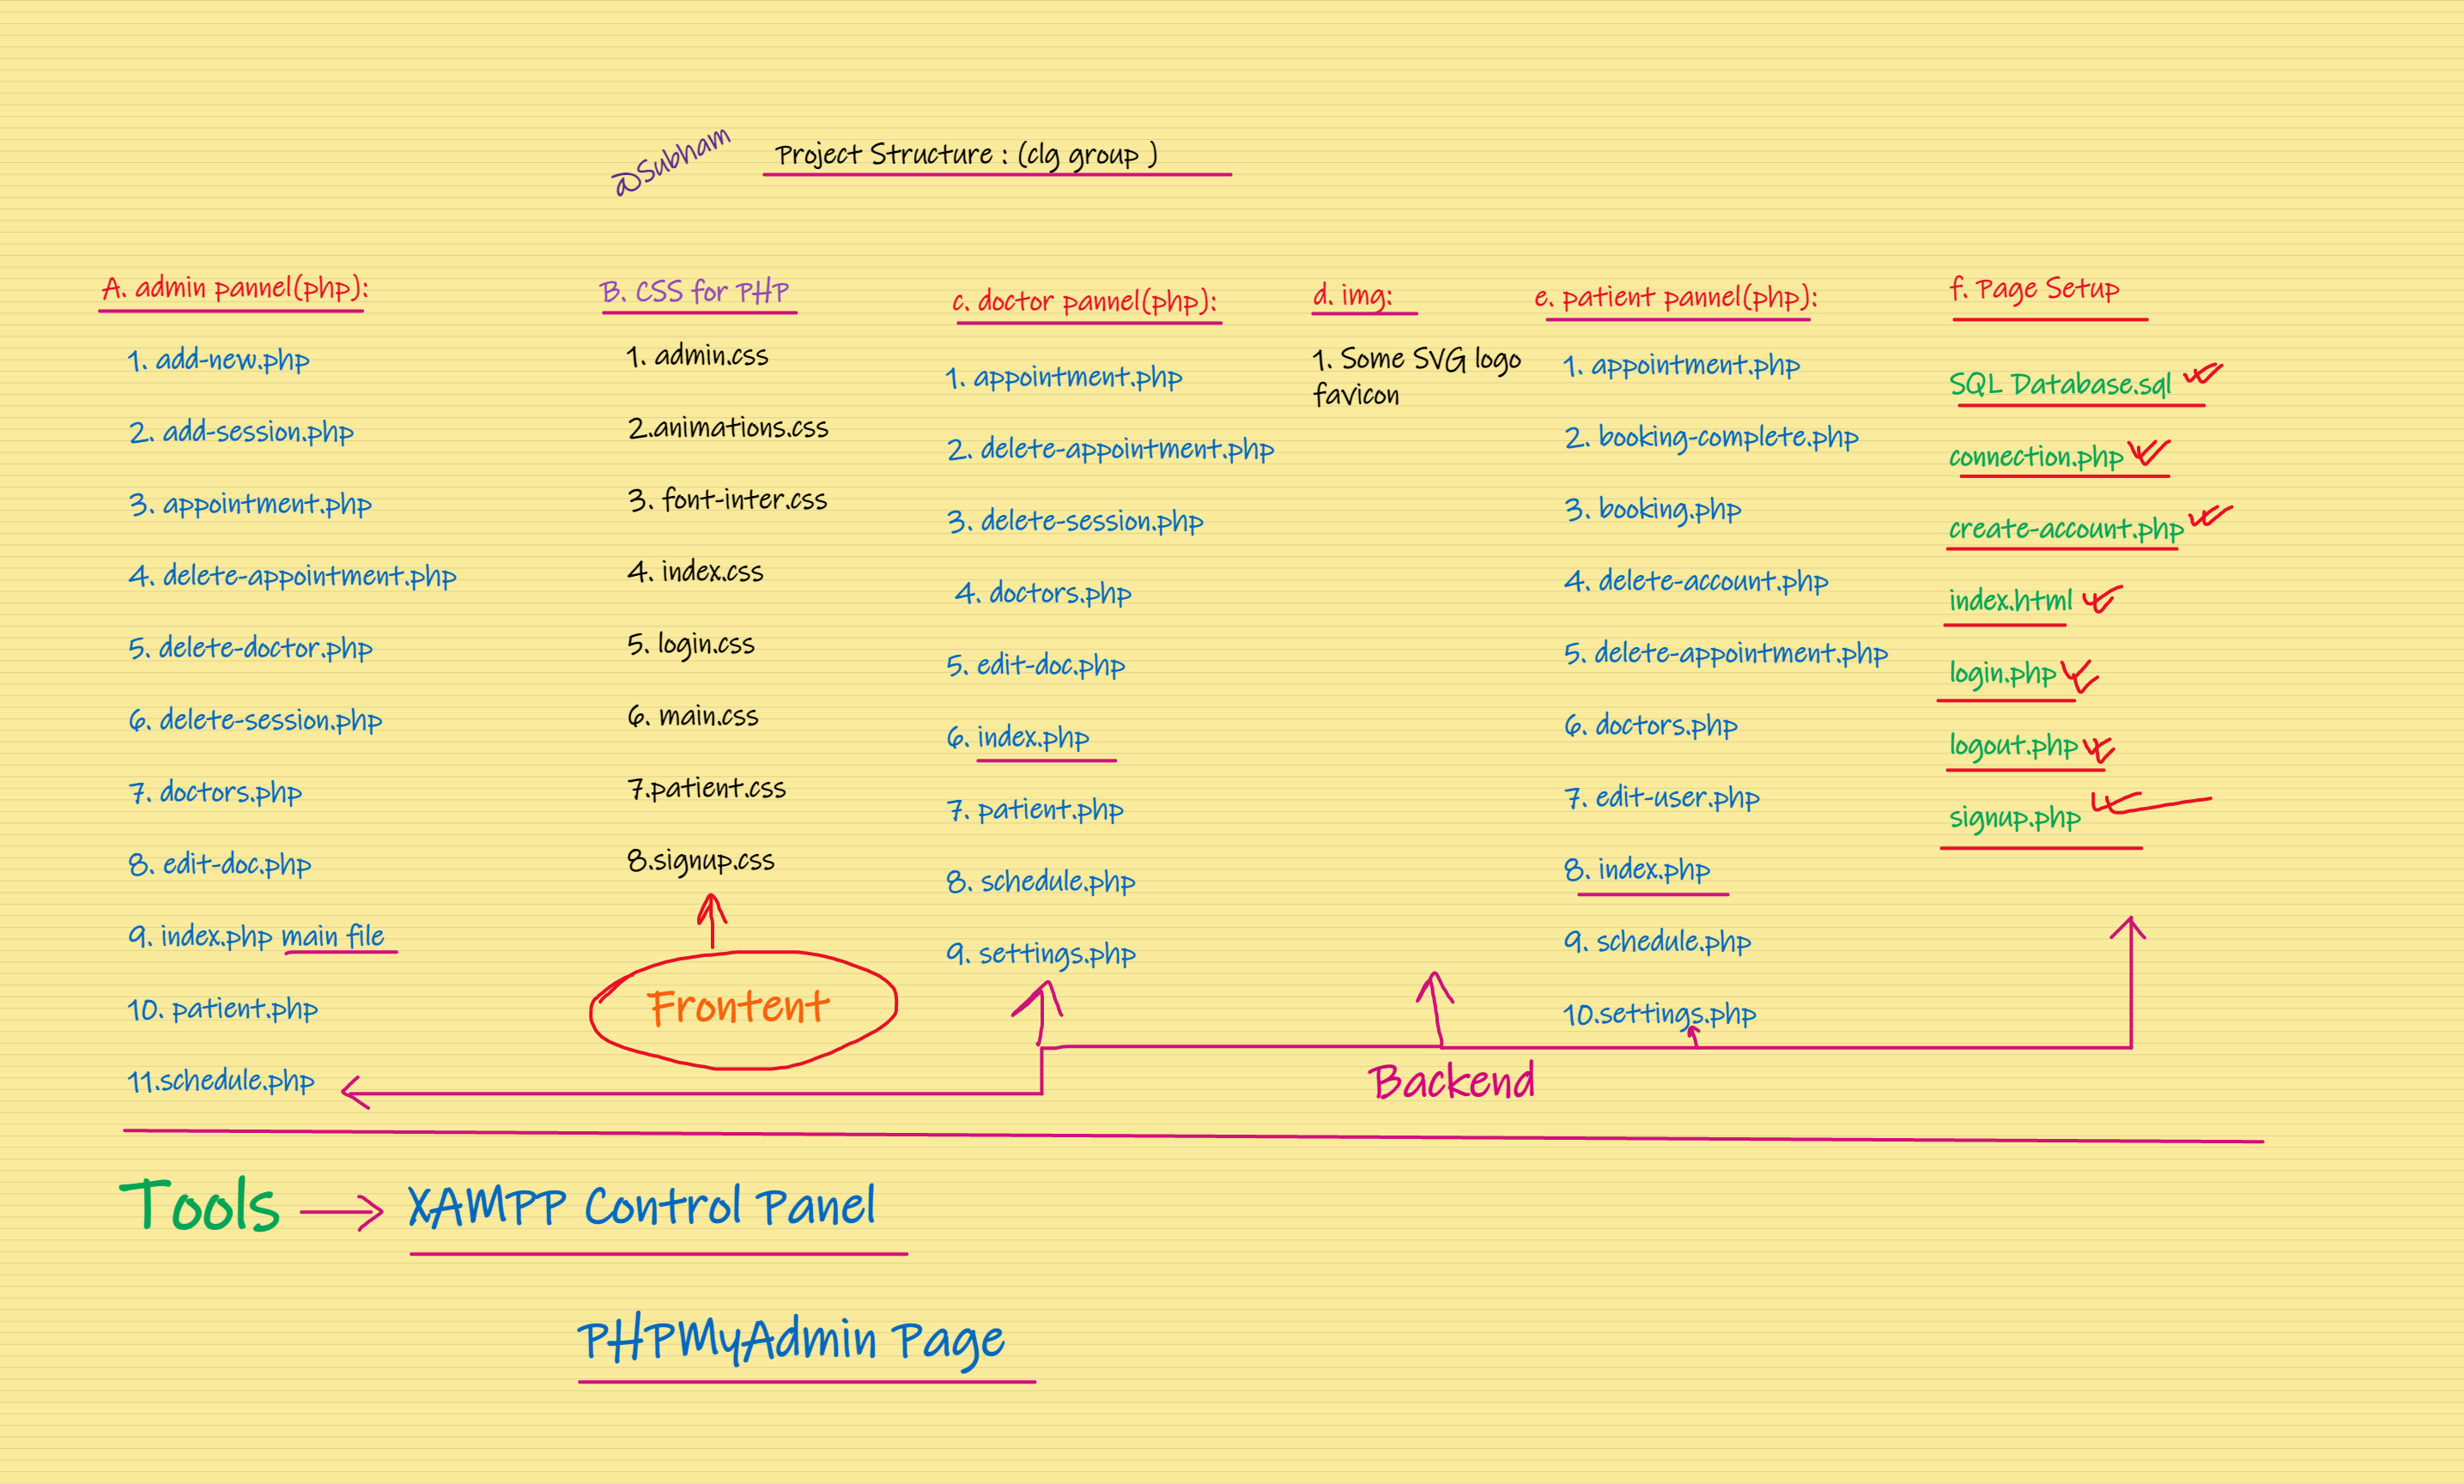 @Subham
Project Structure : (clg group )
A. admin pannel(php):
1. add-new.php
2. add-session.php
3. appointment.php
4. delete-appointment.php
5. delete-doctor.php
6. delete-session.php
7. doctors.php
8. edit-doc.php
9. index.php main file
10. patient.php
11.schedule.php
B. CSS for PHP
1. admin.css
2.animations.css
3. font-inter.css
4. index.css
5. login.css
6. main.css
7.patient.css
8.signup.css
Frontent
c. doctor pannel(php):
1. appointment.php
2. delete-appointment.php
3. delete-session.php
4. doctors.php
5. edit-doc.php
6. index.php
7. patient.php
8. schedule.php
9. settings.php
d. img:
1. Some SVG logo
favicon
e. patient pannel(php):
1. appointment.php
2. booking-complete.php
3. booking.php
4. delete-account.php
5. delete-appointment.php
6. doctors.php
7. edit-user.php
8. index.php
9. schedule.php
10.settings.php
f. Page Setup
SQL Database.sql
connection.php
create-account.php
index.html
login.php
logout.php
signup.php
Backend
Tools
XAMPP Control Panel
PHPMyAdmin Page